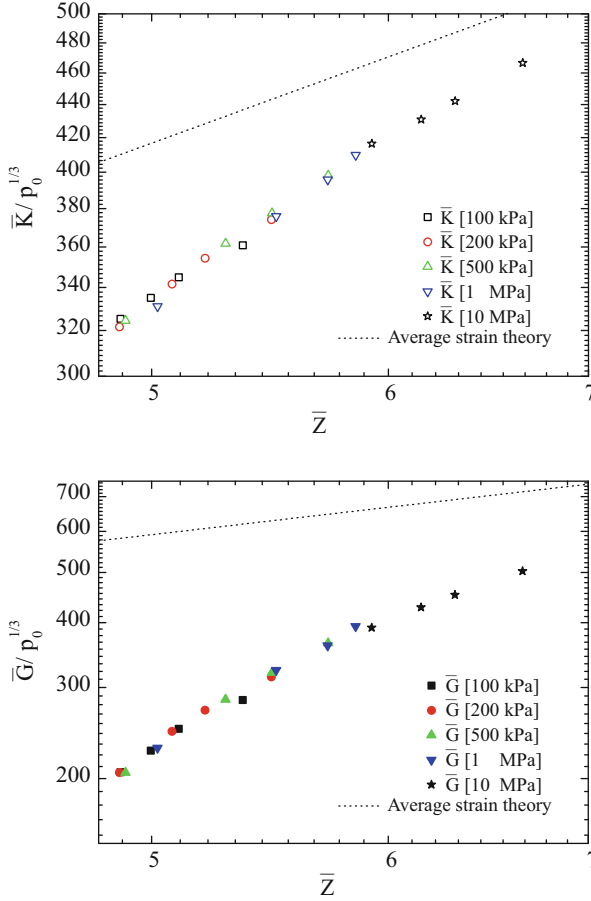 500
460
440
420
400
380
360
340
320
300
K̅/ p₀^1/3
K̅ [100 kPa]
K̅ [200 kPa]
K̅ [500 kPa]
K̅ [1 MPa]
K̅ [10 MPa]
Average strain theory
5 6 7
Z̅
700
600
500
400
300
200
G̅/ p₀^1/3
G̅ [100 kPa]
G̅ [200 kPa]
G̅ [500 kPa]
G̅ [1 MPa]
G̅ [10 MPa]
Average strain theory
5 6 7
Z̅